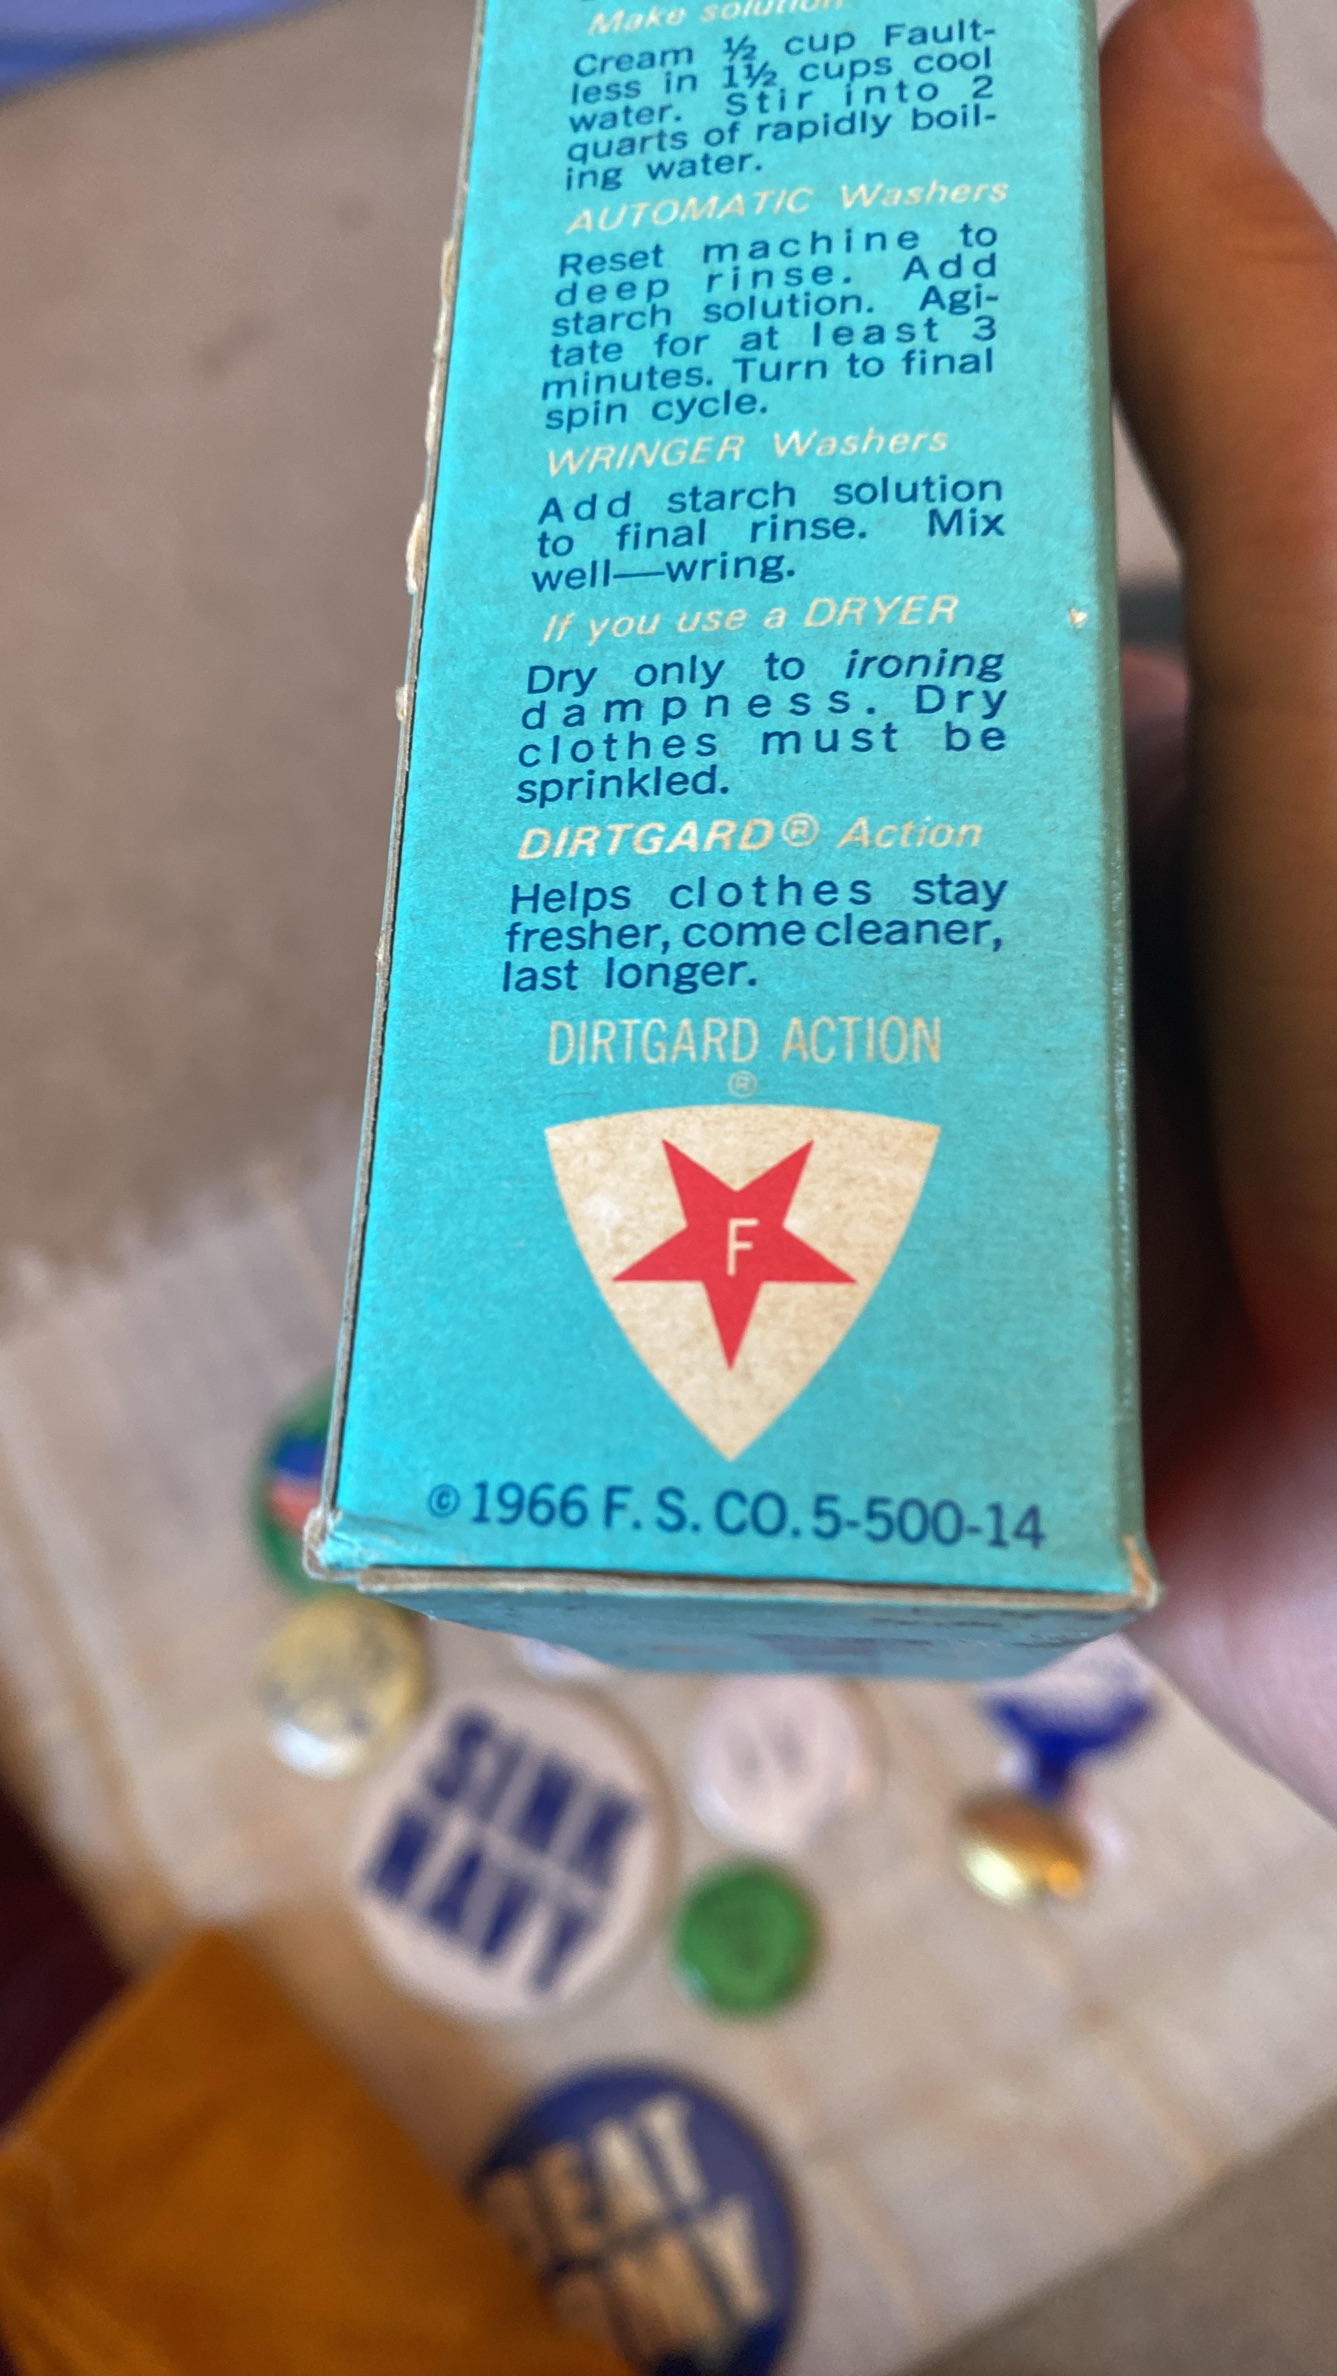 Make solution.
Cream ½ cup Fault-
less in 1½ cups cool
water. Stir into 2
quarts of rapidly boil-
ing water.
AUTOMATIC Washers
Reset machine to
deep rinse. Add
starch solution. Agi-
tate for at least 3
minutes. Turn to final
spin cycle.
WRINGER Washers
Add starch solution
to final rinse. Mix
well—wring.
If you use a DRYER
Dry only to ironing
dampness. Dry
clothes must be
sprinkled.
DIRTGARD® Action
Helps clothes stay
fresher, come cleaner,
last longer.
DIRTGARD ACTION
®
F
© 1966 F. S. CO. 5-500-14
SINK
NAVY
BEAT